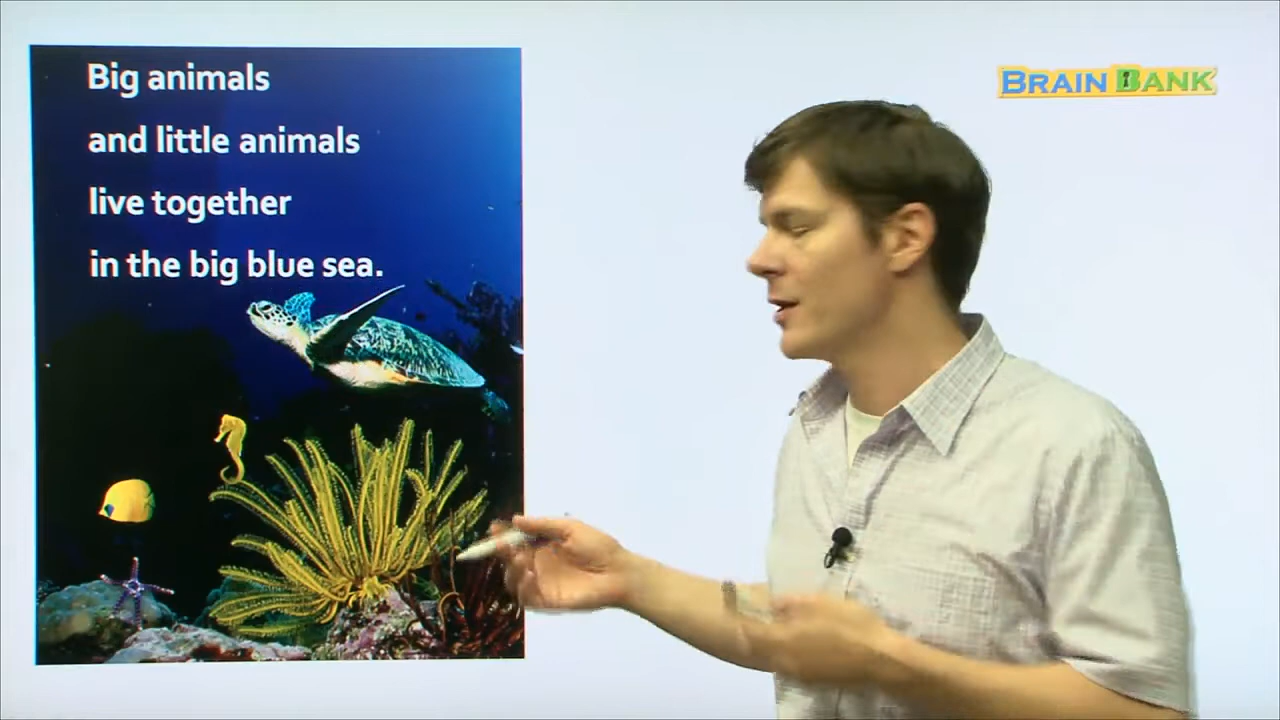 Big animals
and little animals
live together
in the big blue sea.
BRAIN BANK